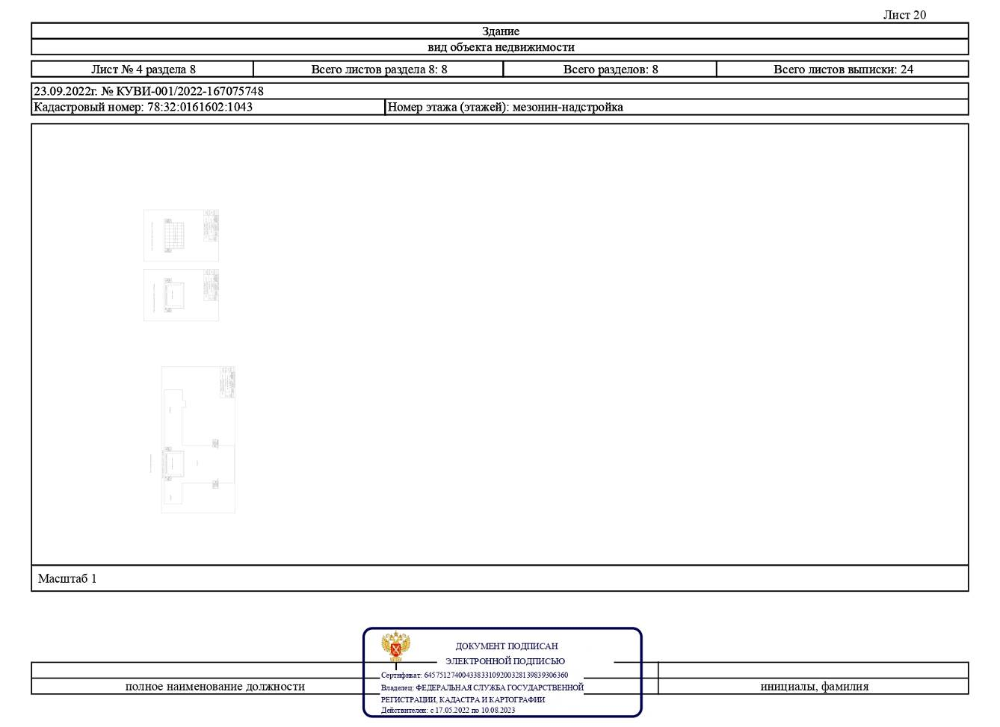 Лист 20
Здание
вид объекта недвижимости
Лист № 4 раздела 8 Всего листов раздела 8: 8 Всего разделов: 8 Всего листов выписки: 24
23.09.2022г. № КУВИ-001/2022-167075748
Кадастровый номер: 78:32:0161602:1043 Номер этажа (этажей): мезонин-надстройка
Масштаб 1
ДОКУМЕНТ ПОДПИСАН
ЭЛЕКТРОННОЙ ПОДПИСЬЮ
Сертификат: 64575127400433833109200328139839306360
полное наименование должности инициалы, фамилия
Владелец: ФЕДЕРАЛЬНАЯ СЛУЖБА ГОСУДАРСТВЕННОЙ
РЕГИСТРАЦИИ, КАДАСТРА И КАРТОГРАФИИ
Действителен: с 17.05.2022 по 10.08.2023